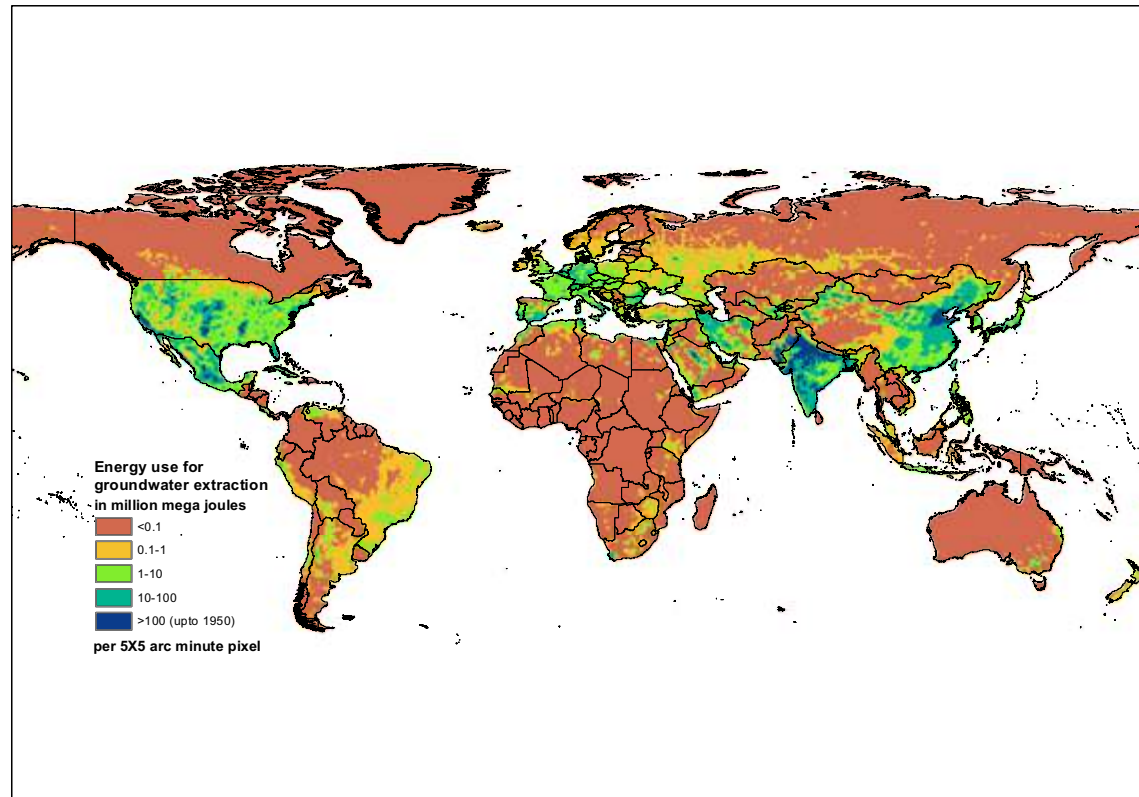 Energy use for
groundwater extraction
in million mega joules
<0.1
0.1-1
1-10
10-100
>100 (upto 1950)
per 5X5 arc minute pixel